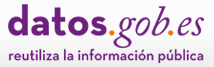 datos.gob.es
reutiliza la información pública